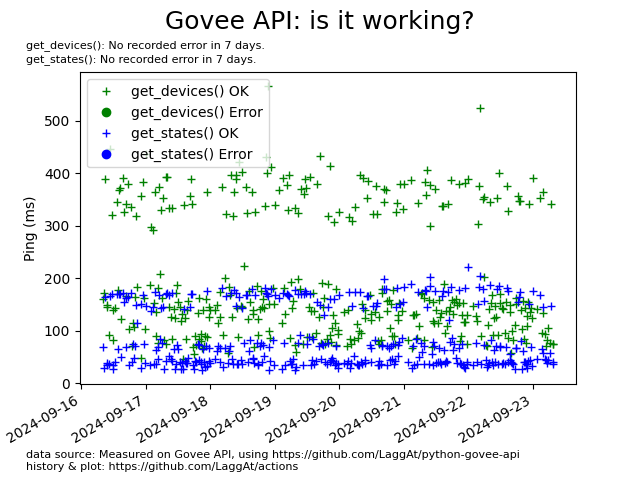 Govee API: is it working?
get_devices(): No recorded error in 7 days.
get_states(): No recorded error in 7 days.
get_devices() OK
get_devices() Error
get_states() OK
get_states() Error
Ping (ms)
500
400
300
200
100
0
2024-09-16
2024-09-17
2024-09-18
2024-09-19
2024-09-20
2024-09-21
2024-09-22
2024-09-23
data source: Measured on Govee API, using https://github.com/LaggAt/python-govee-api
history & plot: https://github.com/LaggAt/actions